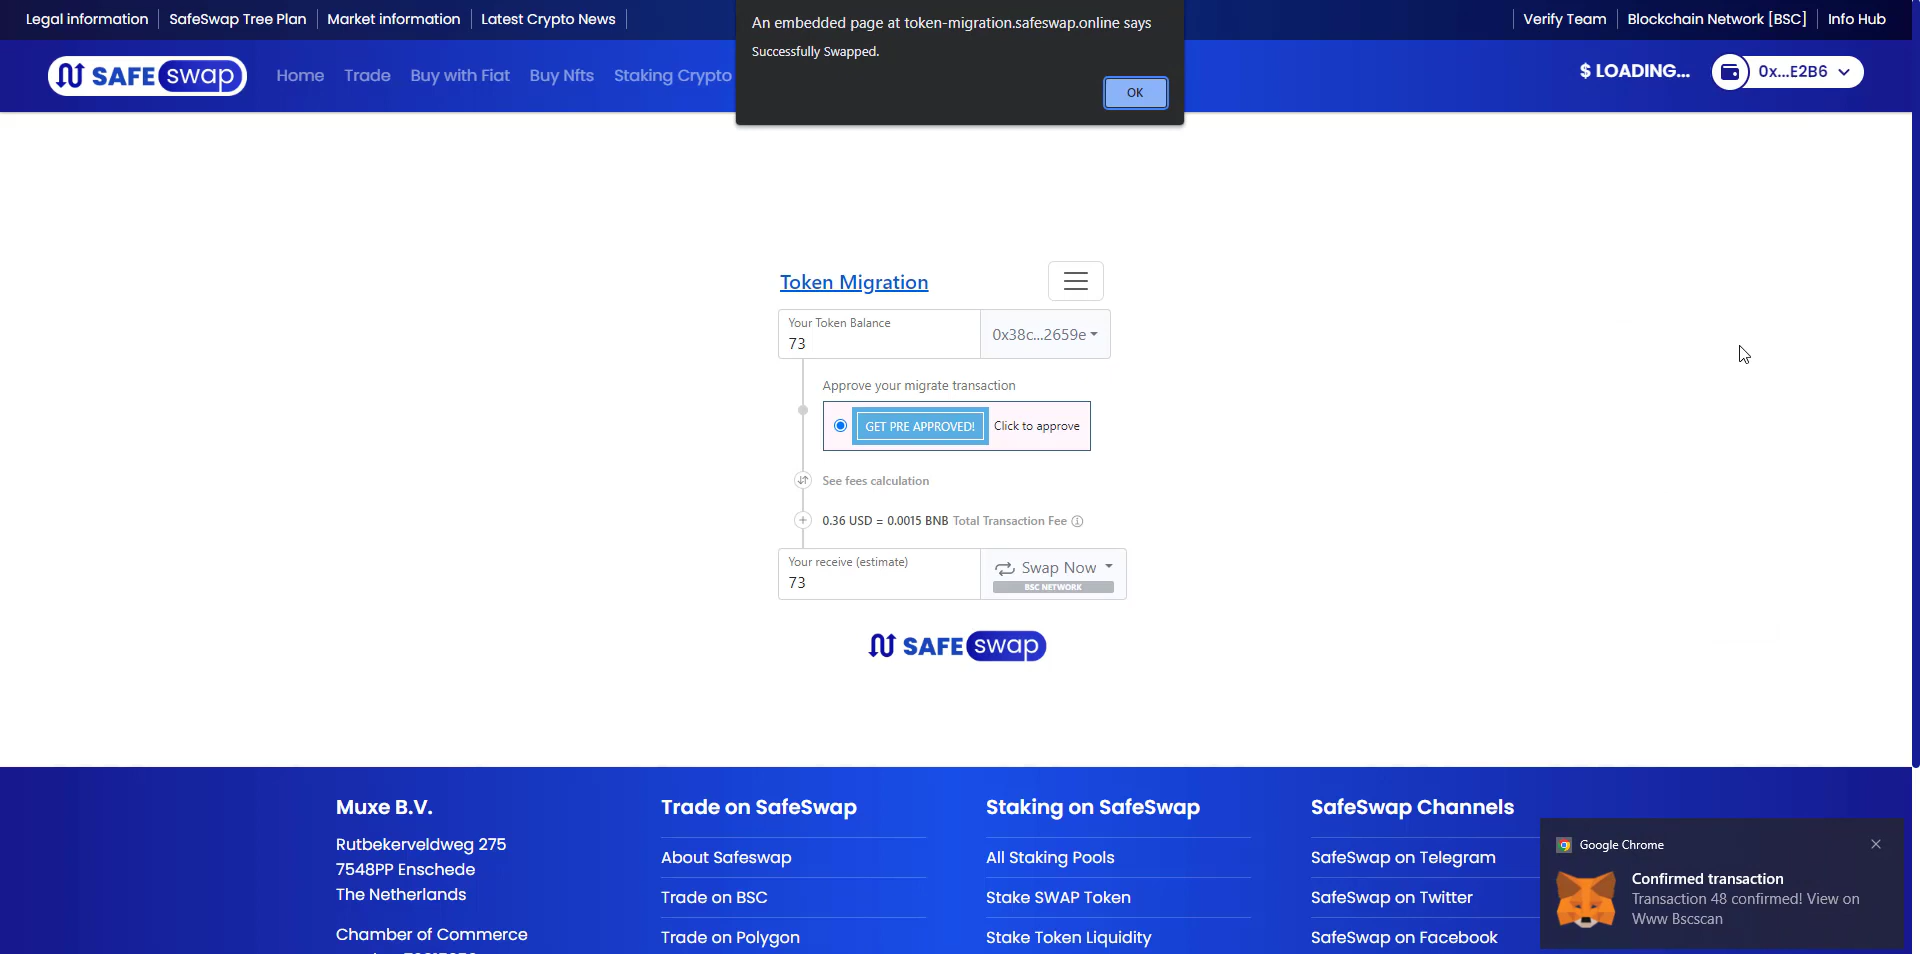 Legal information
SafeSwap Tree Plan
Market information
Latest Crypto News
An embedded page at token-migration.safeswap.online says
Successfully Swapped.
OK
Verify Team
Blockchain Network [BSC]
Info Hub
SAFE swap
Home
Trade
Buy with Fiat
Buy Nfts
Staking Crypto
$ LOADING...
0x...E2B6
Token Migration
Your Token Balance
73
0x38c...2659e
Approve your migrate transaction
GET PRE APPROVED!
Click to approve
See fees calculation
0.36 USD = 0.0015 BNB Total Transaction Fee
Your receive (estimate)
73
Swap Now
BSC NETWORK
SAFE swap
Muxe B.V.
Rutbekerveldweg 275
7548PP Enschede
The Netherlands
Chamber of Commerce
Trade on SafeSwap
About Safeswap
Trade on BSC
Trade on Polygon
Staking on SafeSwap
All Staking Pools
Stake SWAP Token
Stake Token Liquidity
SafeSwap Channels
SafeSwap on Telegram
SafeSwap on Twitter
SafeSwap on Facebook
Google Chrome
Confirmed transaction
Transaction 48 confirmed! View on
Www Bscscan